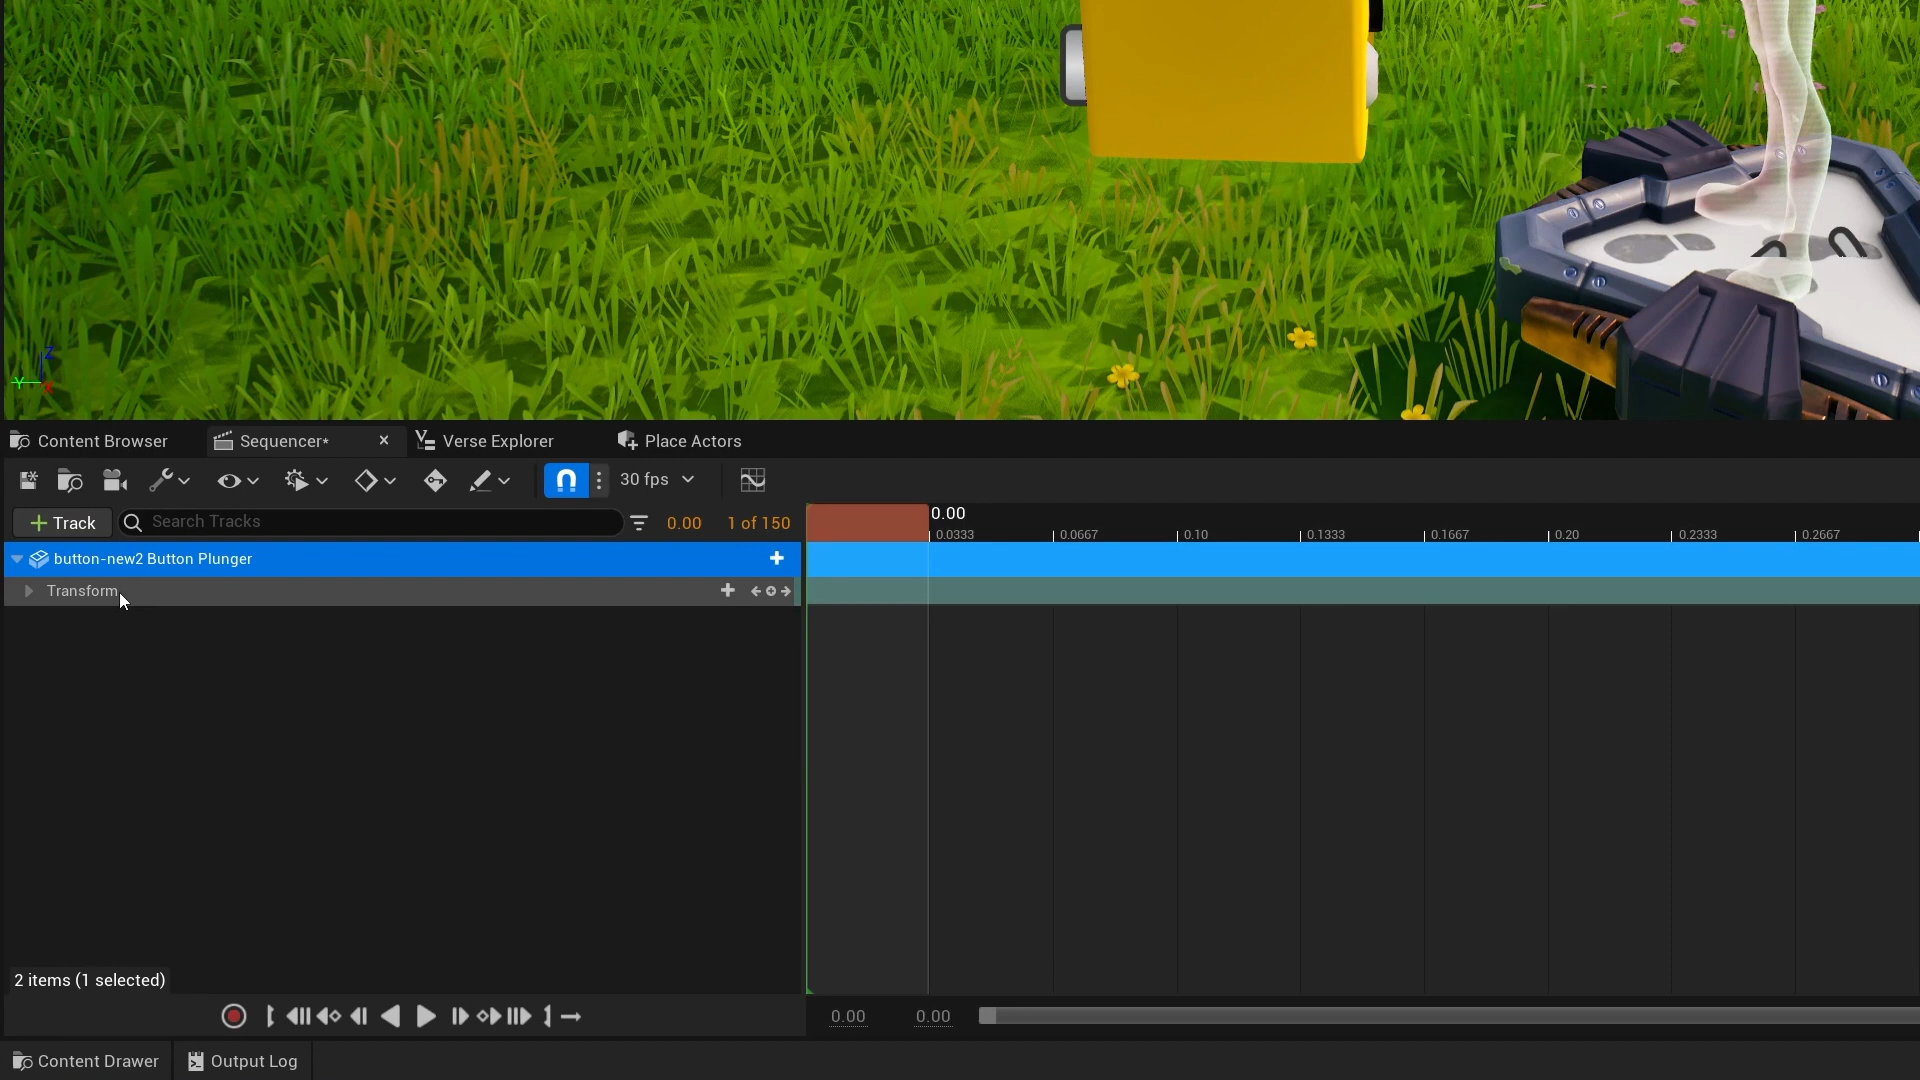 Z
Y
X
Content Browser
Sequencer*
Verse Explorer
Place Actors
30 fps
Track
Search Tracks
0.00
1 of 150
0.00
0.0333
0.0667
0.10
0.1333
0.1667
0.20
0.2333
0.2667
button-new2 Button Plunger
Transform
2 items (1 selected)
0.00
0.00
Content Drawer
Output Log